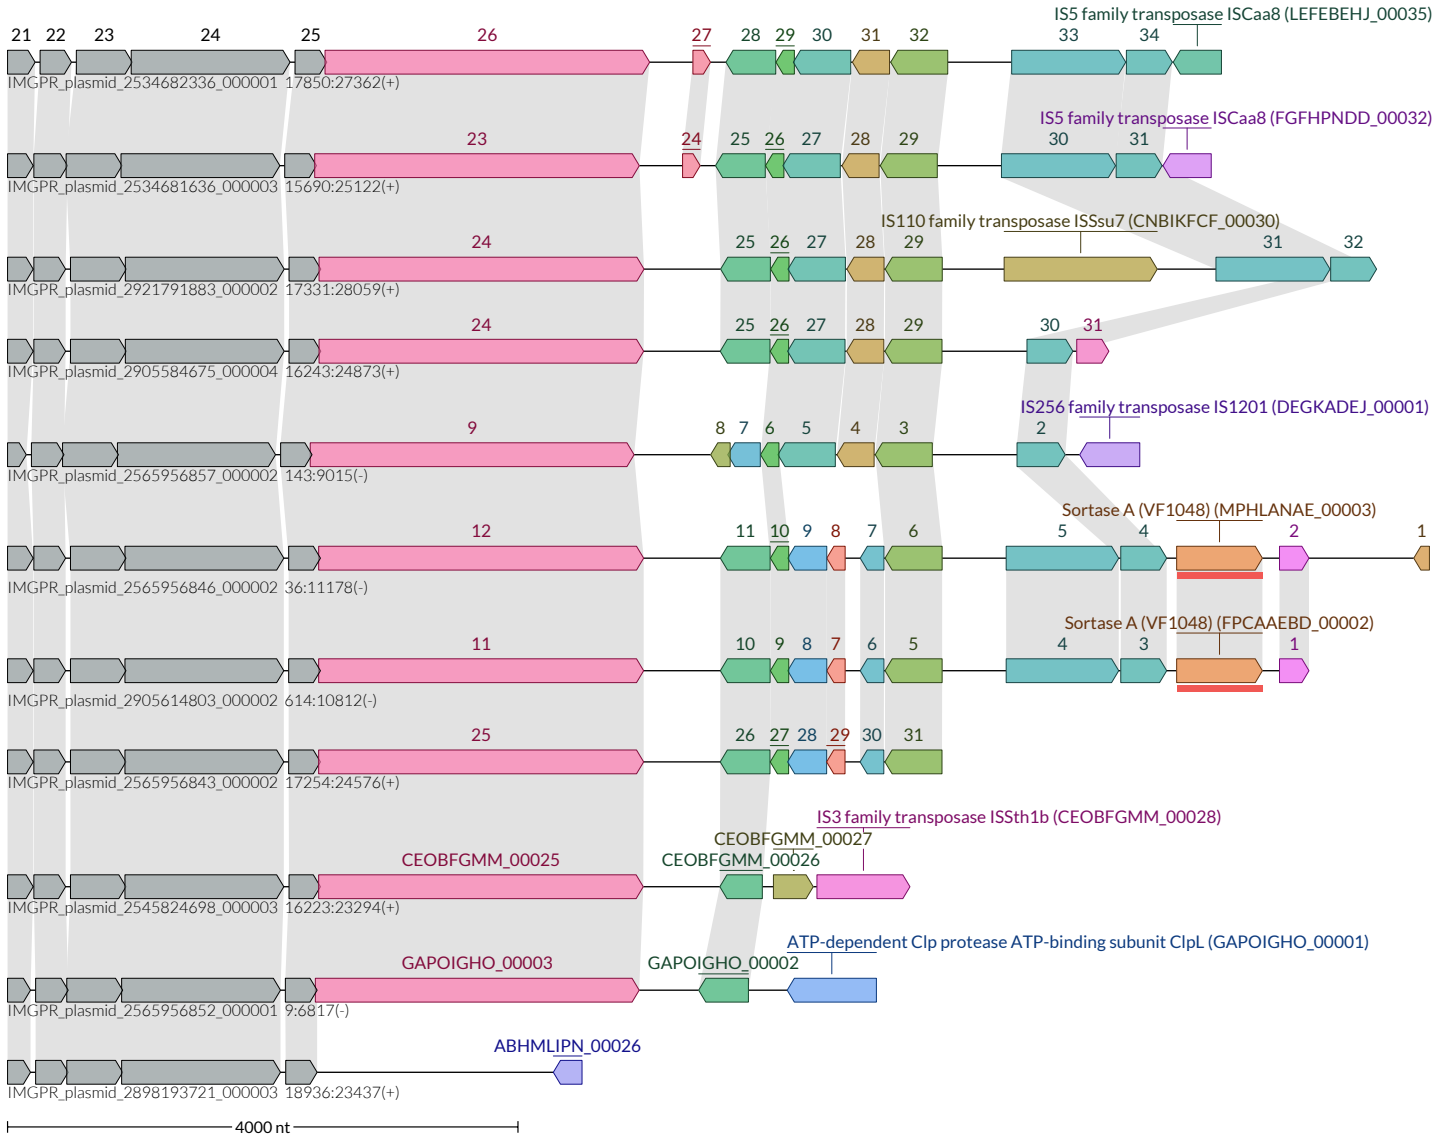 IS5 family transposase ISCaa8 (LEFEBEHJ_00035)
21 22 23 24 25 26 27 28 29 30 31 32 33 34
IMGPR_plasmid_2534682336_000001 17850:27362(+)
IS5 family transposase ISCaa8 (FGFHPNDD_00032)
23 24 25 26 27 28 29 30 31
IMGPR_plasmid_2534681636_000003 15690:25122(+)
IS110 family transposase ISSsu7 (CNBIKFCF_00030)
24 25 26 27 28 29 31 32
IMGPR_plasmid_2921791883_000002 17331:28059(+)
24 25 26 27 28 29 30 31
IMGPR_plasmid_2905584675_000004 16243:24873(+)
IS256 family transposase IS1201 (DEGKADEJ_00001)
9 8 7 6 5 4 3 2
IMGPR_plasmid_2565956857_000002 143:9015(-)
Sortase A (VF1048) (MPHLANAE_00003)
12 11 10 9 8 7 6 5 4 2 1
IMGPR_plasmid_2565956846_000002 36:11178(-)
Sortase A (VF1048) (FPCAAEBD_00002)
11 10 9 8 7 6 5 4 3 1
IMGPR_plasmid_2905614803_000002 614:10812(-)
25 26 27 28 29 30 31
IMGPR_plasmid_2565956843_000002 17254:24576(+)
IS3 family transposase ISSth1b (CEOBFGMM_00028)
CEOBFGMM_00027
CEOBFGMM_00025 CEOBFGMM_00026
IMGPR_plasmid_2545824698_000003 16223:23294(+)
ATP-dependent Clp protease ATP-binding subunit ClpL (GAPOIGHO_00001)
GAPOIGHO_00003 GAPOIGHO_00002
IMGPR_plasmid_2565956852_000001 9:6817(-)
ABHMLIPN_00026
IMGPR_plasmid_2898193721_000003 18936:23437(+)
4000 nt